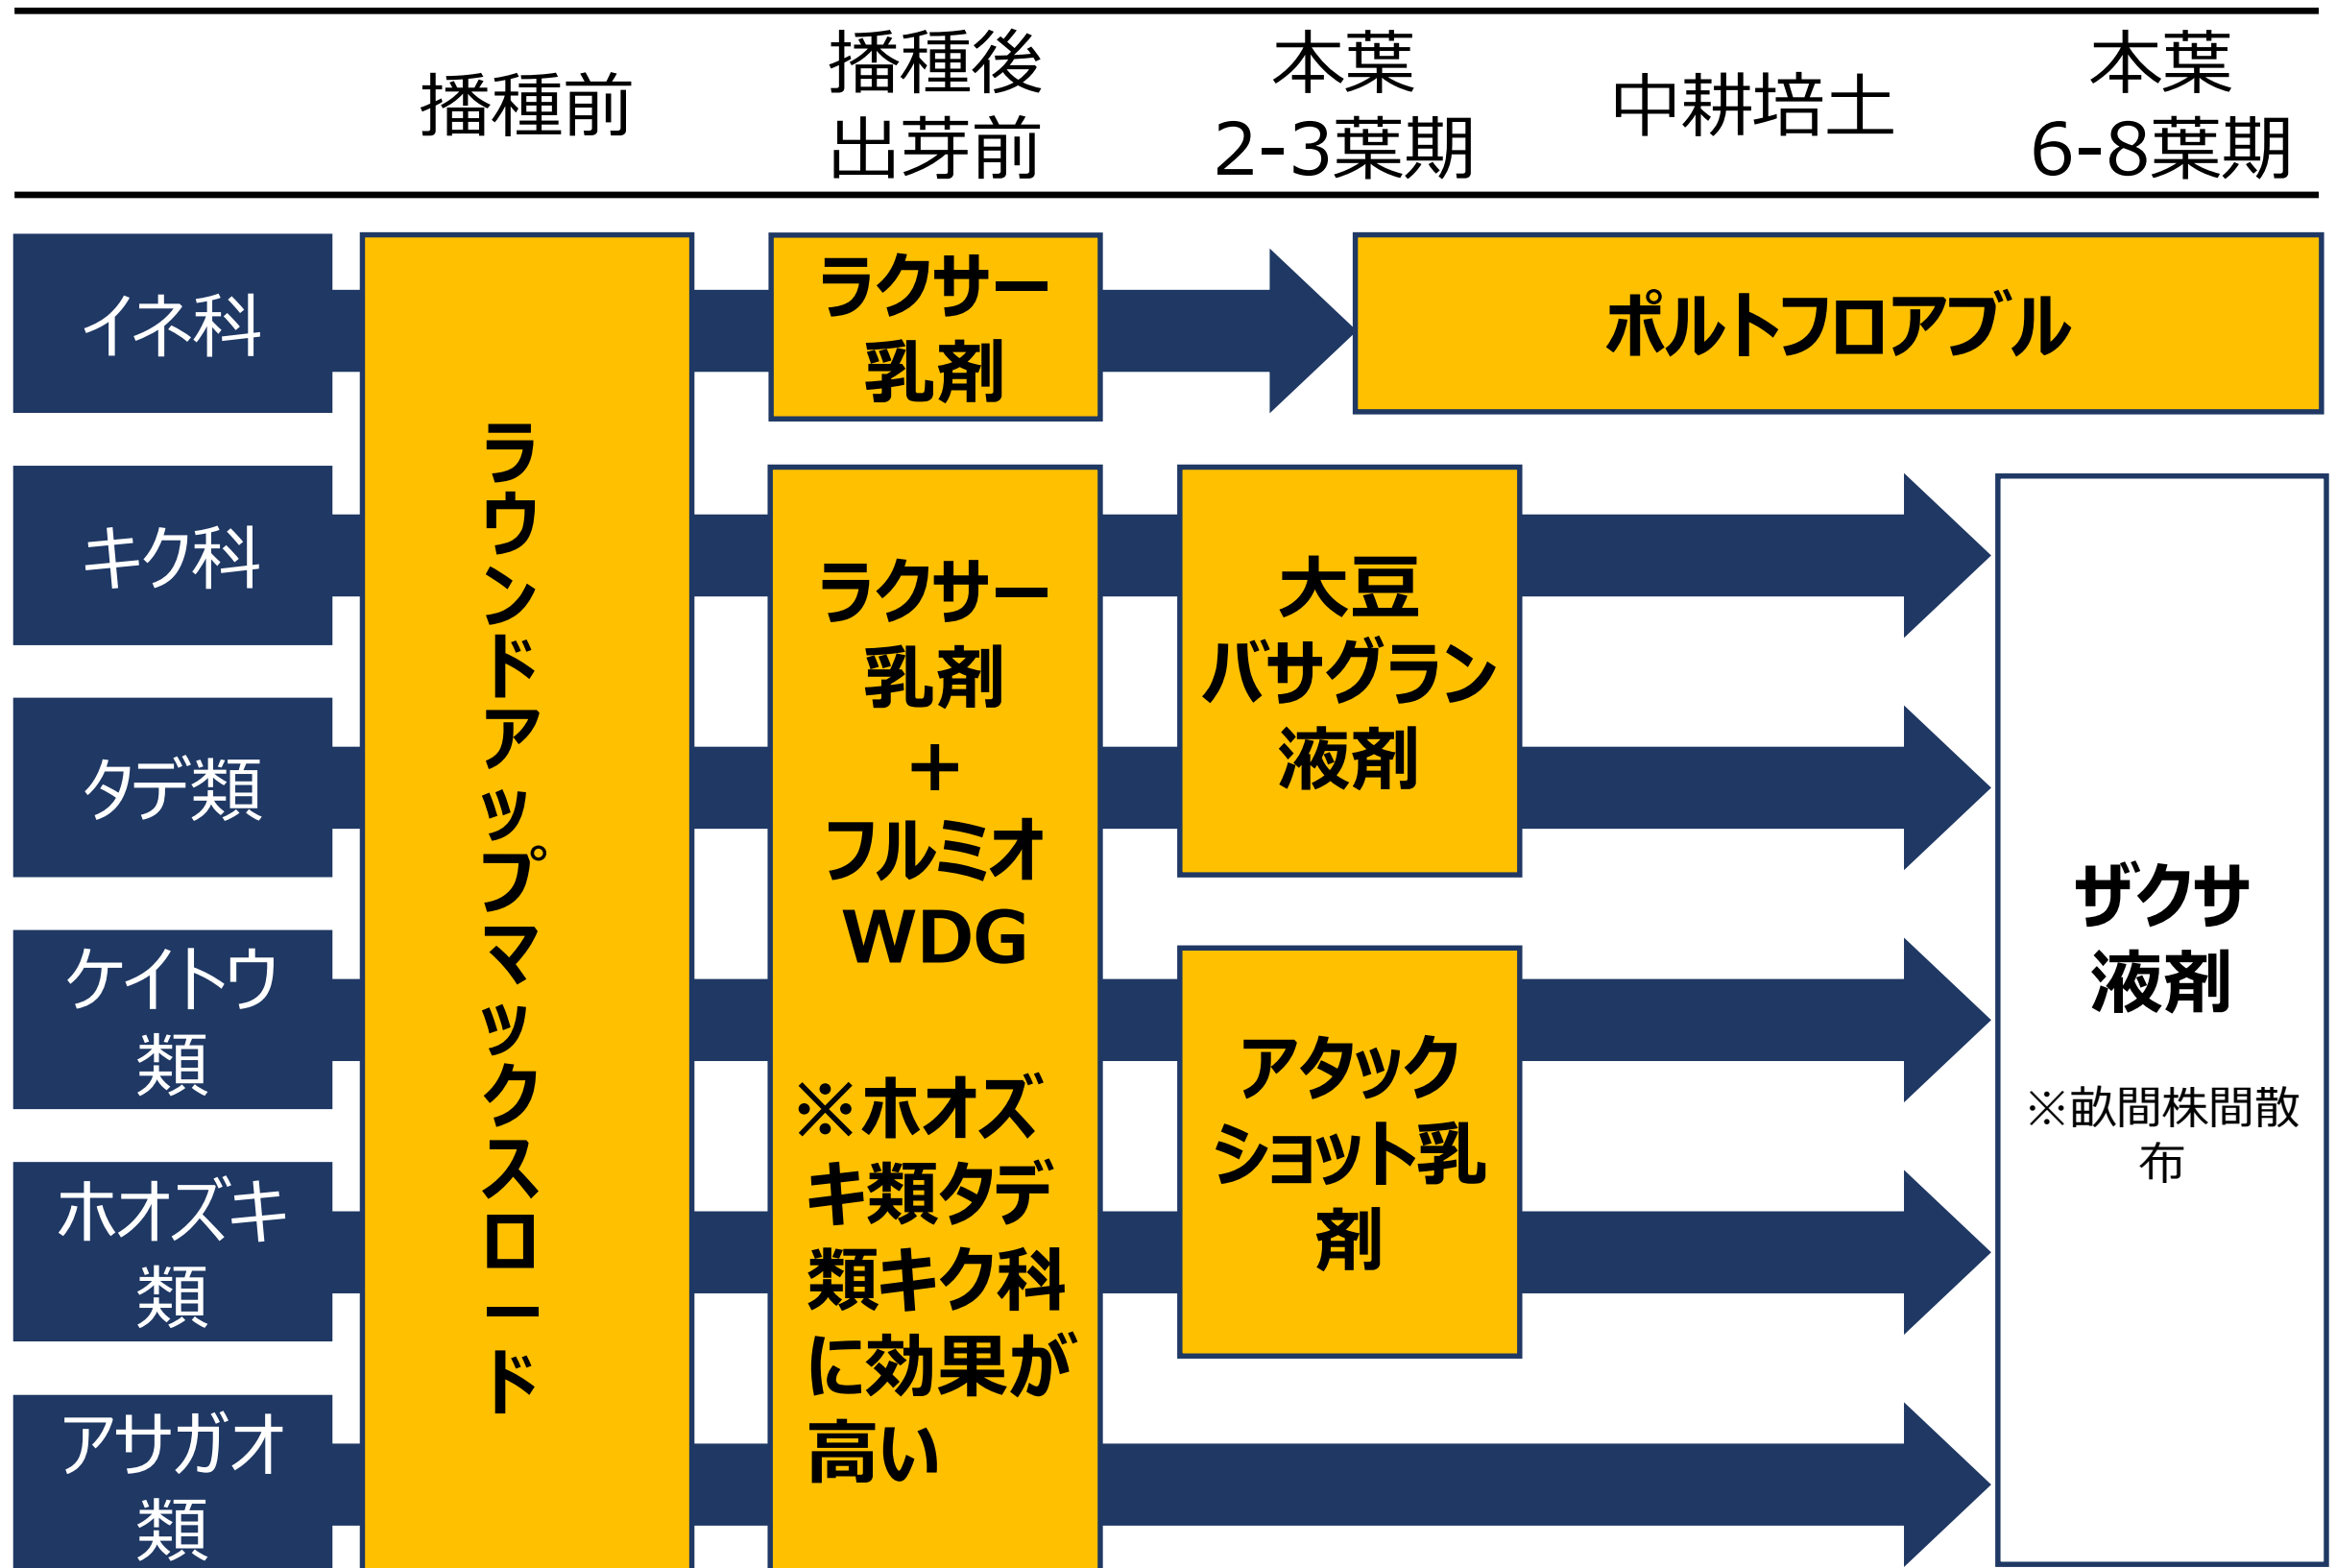 播種前
播種後
出芽前
本葉
2-3葉期
中耕培土
本葉
6-8葉期
イネ科
キク科
タデ類
ケイトウ
類
ホオズキ
類
アサガオ
類
ラウンドアップマックスロード
ラクサー
乳剤
ポルトフロアブル
ラクサー
乳剤
+
フルミオ
WDG
※ホオズ
キ類タデ
類キク科
に効果が
高い
大豆
バサグラン
液剤
アタック
ショット乳
剤
ザクサ
液剤
※畝間株間散
布